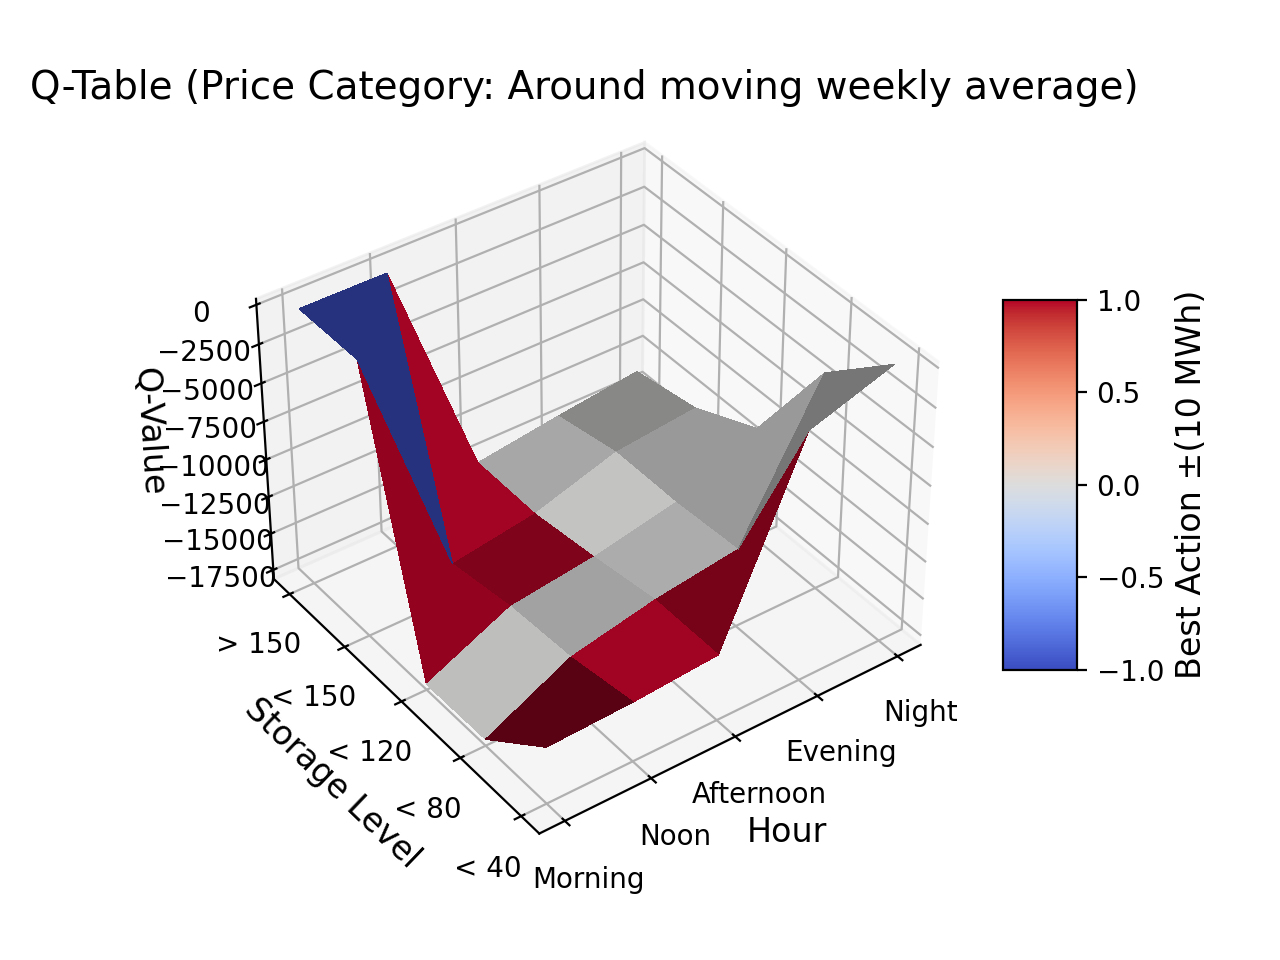 Q-Table (Price Category: Around moving weekly average)
0
−2500
−5000
−7500
−10000
−12500
−15000
−17500
Q-Value
> 150
< 150
< 120
< 80
< 40
Storage Level
Morning
Noon
Afternoon
Evening
Night
Hour
1.0
0.5
0.0
−0.5
−1.0
Best Action ±(10 MWh)